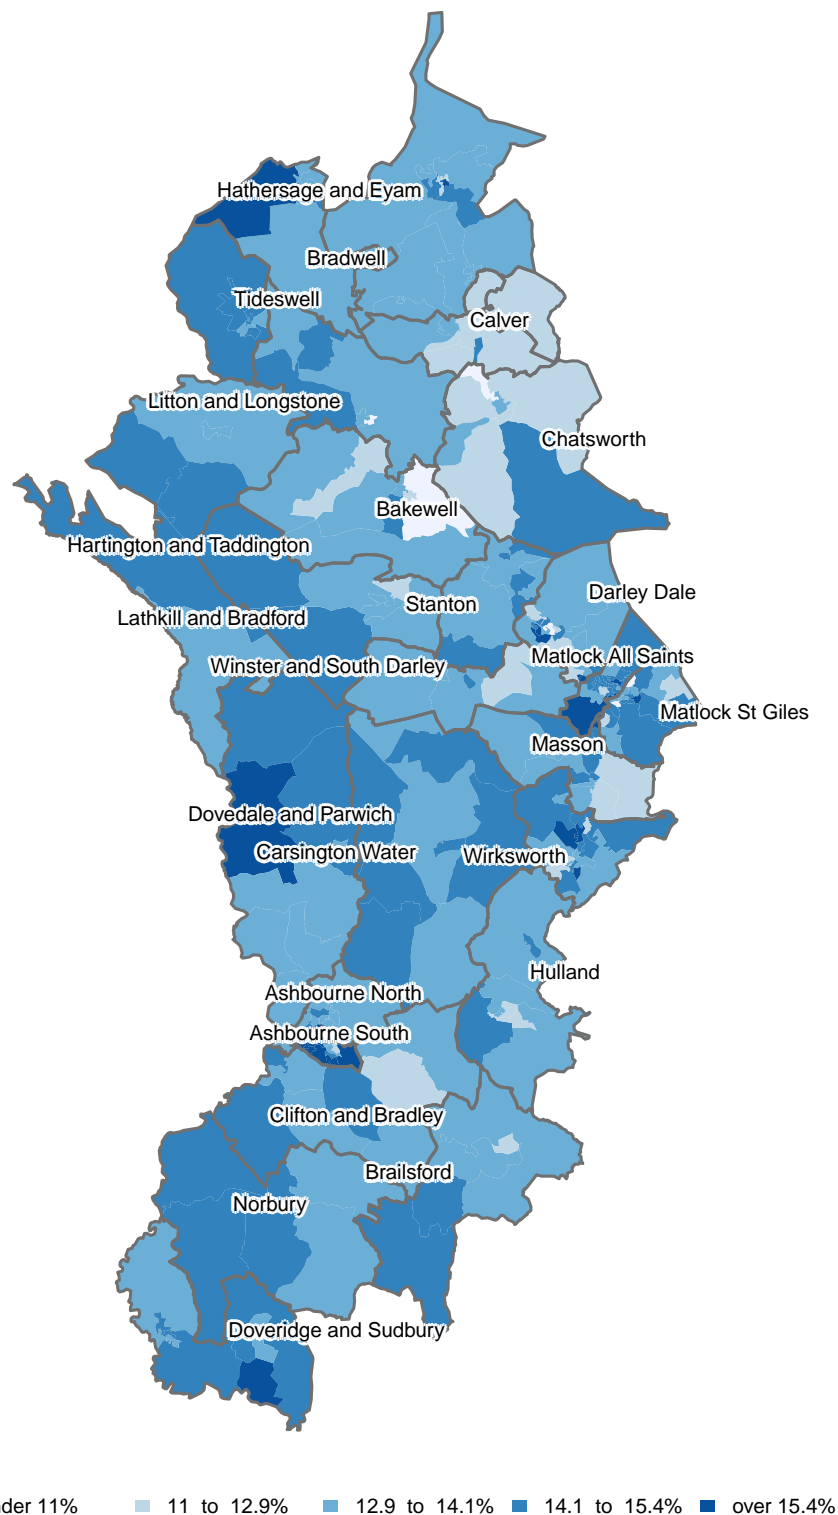 Hathersage and Eyam
Bradwell
Tideswell
Calver
Litton and Longstone
Chatsworth
Bakewell
Hartington and Taddington
Darley Dale
Stanton
Lathkill and Bradford
Matlock All Saints
Winster and South Darley
Matlock St Giles
Masson
Dovedale and Parwich
Carsington Water
Wirksworth
Hulland
Ashbourne North
Ashbourne South
Clifton and Bradley
Brailsford
Norbury
Doveridge and Sudbury
nder 11% 11 to 12.9% 12.9 to 14.1% 14.1 to 15.4% over 15.4%